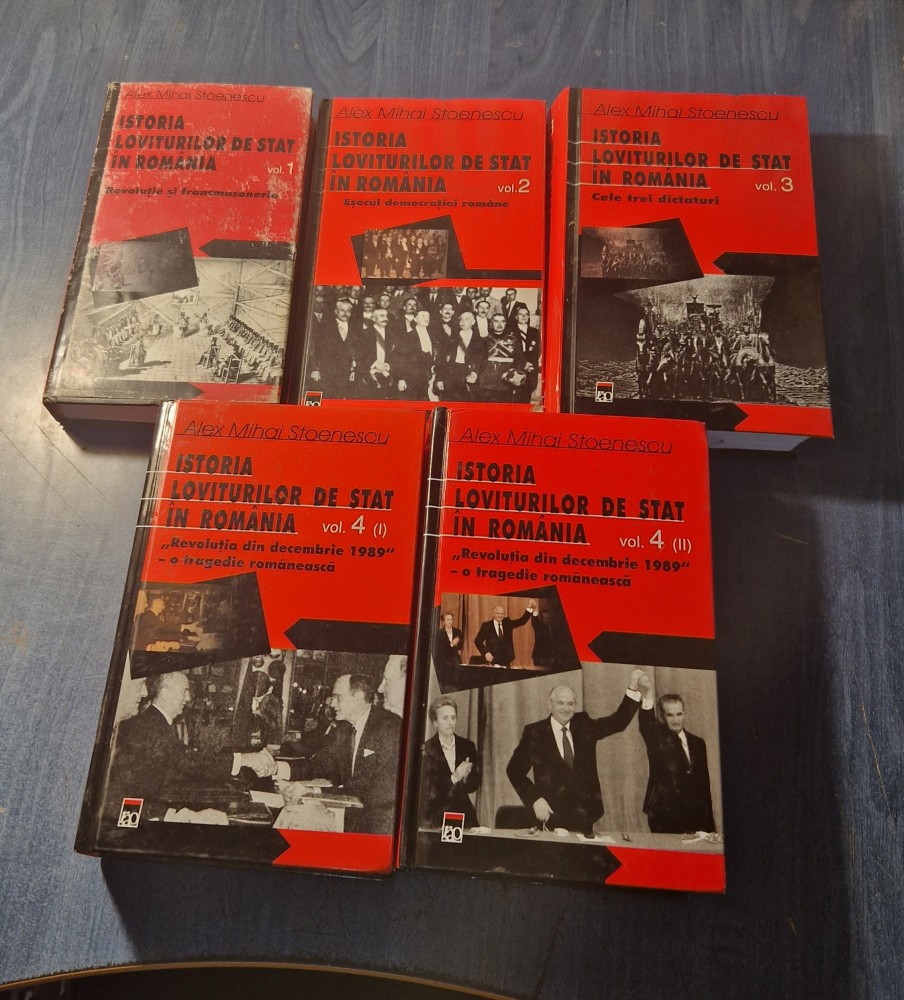 Alex Mihai Stoenescu
ISTORIA
LOVITURILOR DE STAT
ÎN ROMÂNIA vol. 1
Revoluție și francmasonerie
Alex Mihai Stoenescu
ISTORIA
LOVITURILOR DE STAT
ÎN ROMÂNIA vol. 2
Eșecul democrației române
rao
Alex Mihai Stoenescu
ISTORIA
LOVITURILOR DE STAT
ÎN ROMÂNIA vol. 3
Cele trei dictaturi
rao
Alex Mihai Stoenescu
ISTORIA
LOVITURILOR DE STAT
ÎN ROMÂNIA vol. 4 (I)
„Revoluția din decembrie 1989“
– o tragedie românească
rao
Alex Mihai Stoenescu
ISTORIA
LOVITURILOR DE STAT
ÎN ROMÂNIA vol. 4 (II)
„Revoluția din decembrie 1989“
– o tragedie românească
rao